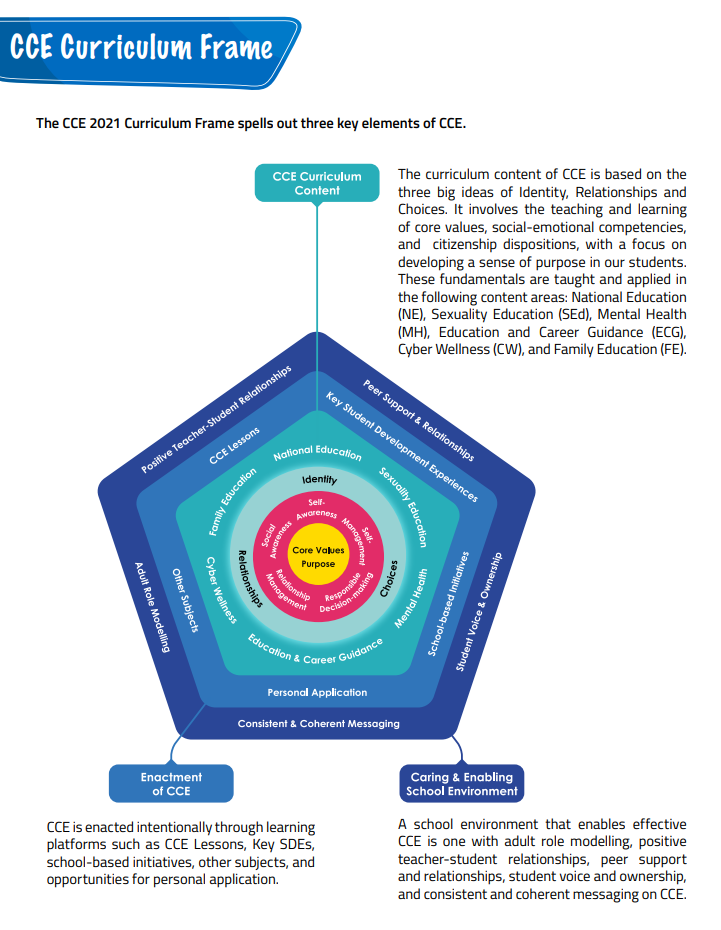 CCE Curriculum Frame
The CCE 2021 Curriculum Frame spells out three key elements of CCE.
CCE Curriculum
Content
The curriculum content of CCE is based on the
three big ideas of Identity, Relationships and
Choices. It involves the teaching and learning
of core values, social-emotional competencies,
and citizenship dispositions, with a focus on
developing a sense of purpose in our students.
These fundamentals are taught and applied in
the following content areas: National Education
(NE), Sexuality Education (SEd), Mental Health
(MH), Education and Career Guidance (ECG),
Cyber Wellness (CW), and Family Education (FE).
Positive Teacher-Student Relationships
Peer Support & Relationships
Adult Role Modelling
Student Voice & Ownership
Consistent & Coherent Messaging
CCE Lessons
Key Student Development Experiences
Other Subjects
School-based Initiatives
Personal Application
National Education
Family Education
Sexuality Education
Cyber Wellness
Mental Health
Education & Career Guidance
Identity
Relationships
Choices
Self-
Awareness
Self-
Management
Social
Awareness
Relationship
Management
Responsible
Decision-making
Core Values
Purpose
Enactment
of CCE
CCE is enacted intentionally through learning
platforms such as CCE Lessons, Key SDEs,
school-based initiatives, other subjects, and
opportunities for personal application.
Caring & Enabling
School Environment
A school environment that enables effective
CCE is one with adult role modelling, positive
teacher-student relationships, peer support
and relationships, student voice and ownership,
and consistent and coherent messaging on CCE.